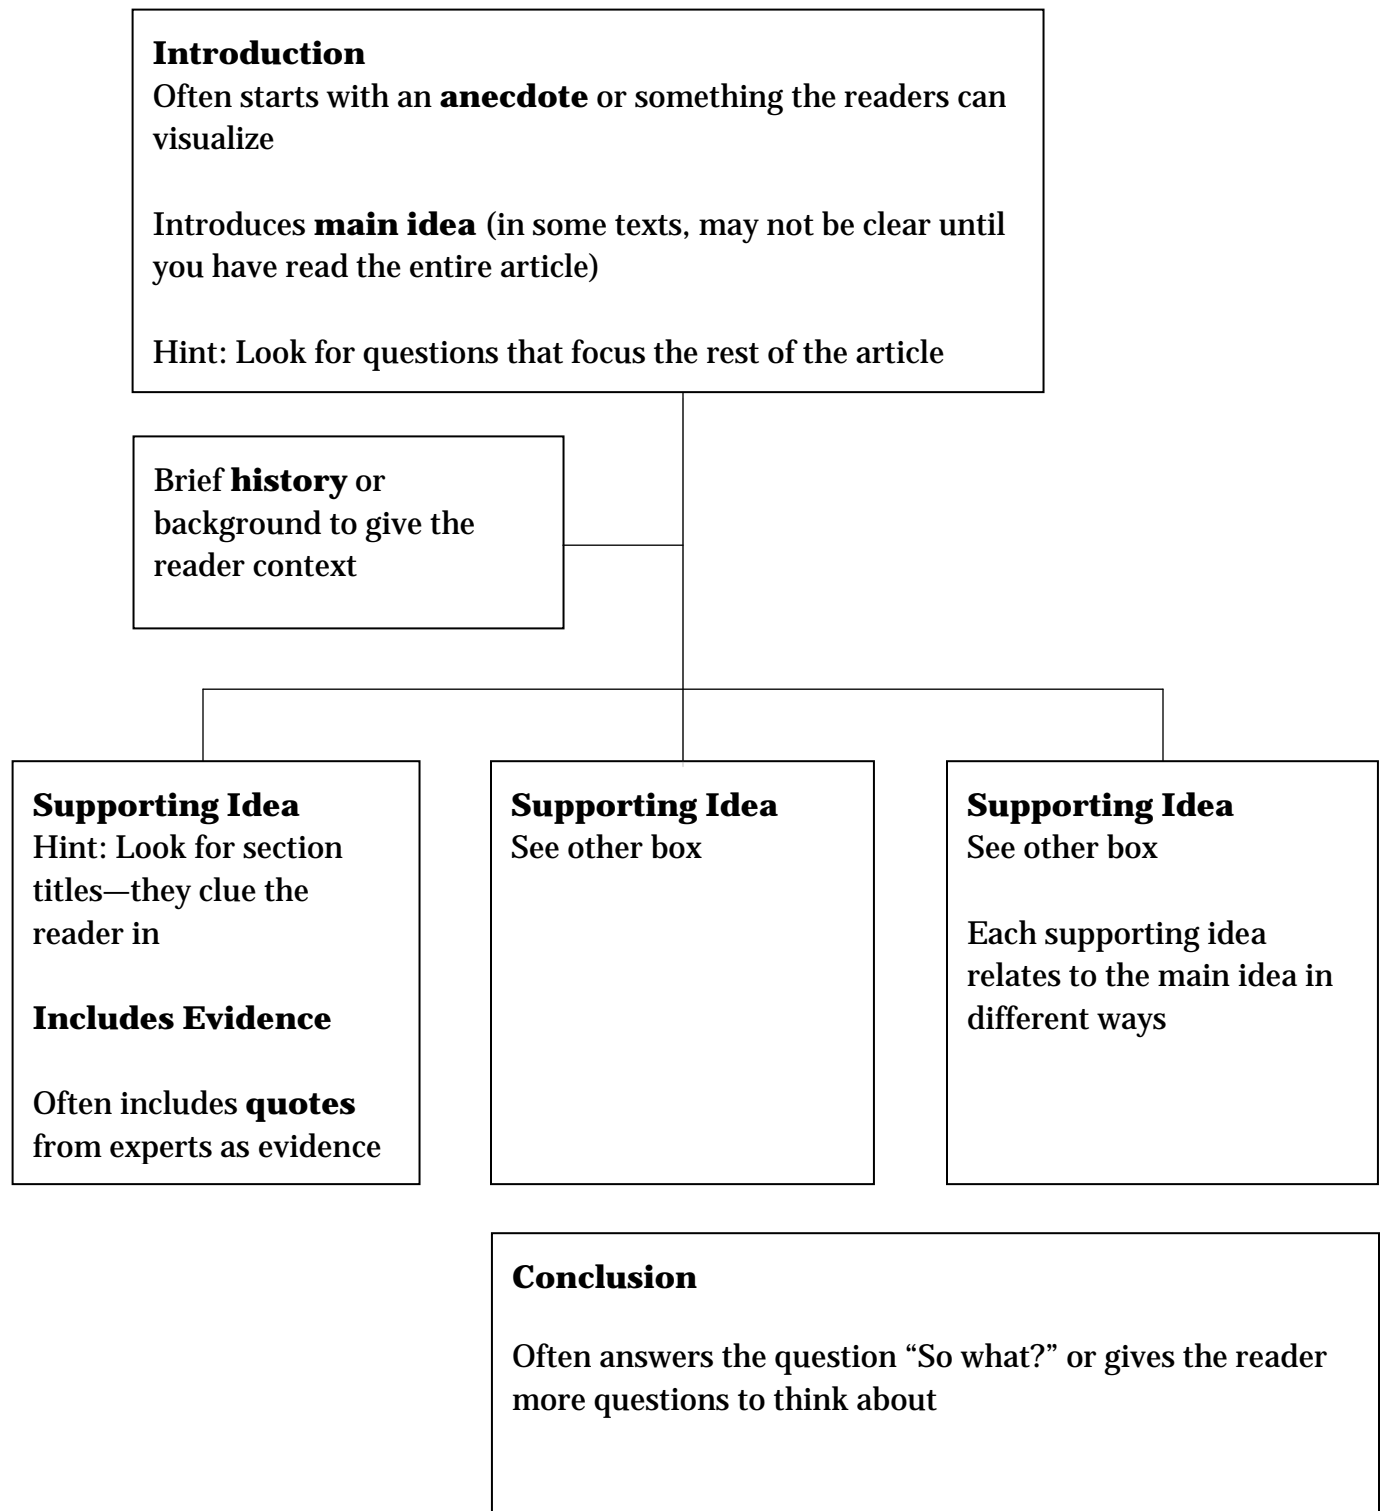 Introduction
Often starts with an anecdote or something the readers can
visualize
Introduces main idea (in some texts, may not be clear until
you have read the entire article)
Hint: Look for questions that focus the rest of the article
Brief history or
background to give the
reader context
Supporting Idea
Hint: Look for section
titles—they clue the
reader in
Includes Evidence
Often includes quotes
from experts as evidence
Supporting Idea
See other box
Supporting Idea
See other box
Each supporting idea
relates to the main idea in
different ways
Conclusion
Often answers the question “So what?” or gives the reader
more questions to think about